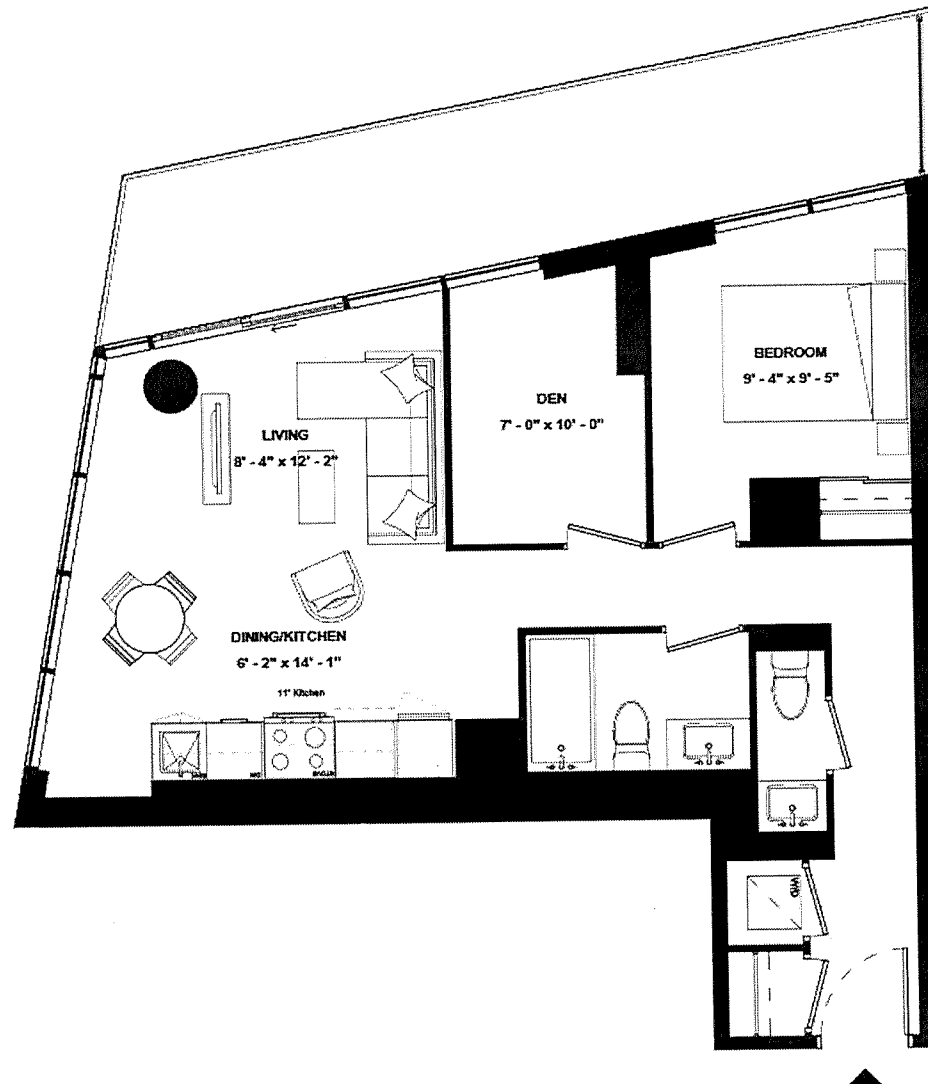 BEDROOM
9' - 4" x 9' - 5"
DEN
7' - 0" x 10' - 0"
LIVING
8' - 4" x 12' - 2"
DINING/KITCHEN
6' - 2" x 14' - 1"
11' Kitchen
DW
W/D